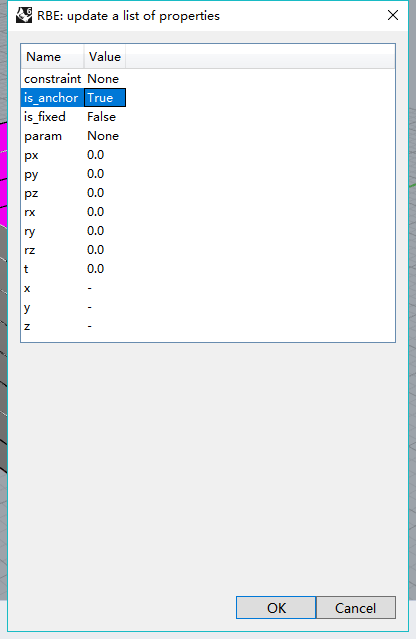 RBE: update a list of properties
Name Value
constraint None
is_anchor True
is_fixed False
param None
px 0.0
py 0.0
pz 0.0
rx 0.0
ry 0.0
rz 0.0
t 0.0
x -
y -
z -
OK Cancel